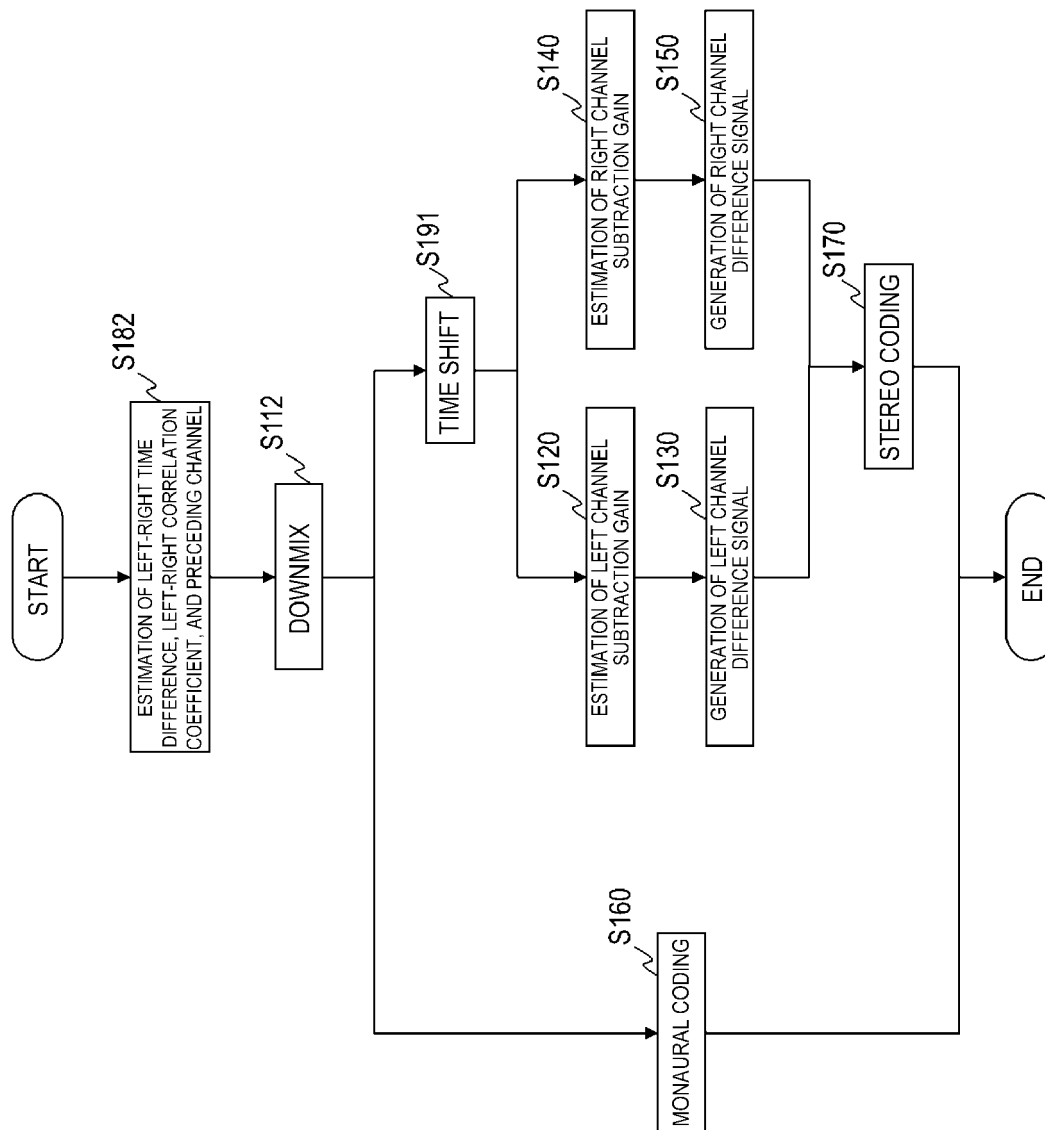 START
S182
ESTIMATION OF LEFT-RIGHT TIME
DIFFERENCE, LEFT-RIGHT CORRELATION
COEFFICIENT, AND PRECEDING CHANNEL
S112
DOWNMIX
S191
TIME SHIFT
S120
ESTIMATION OF LEFT CHANNEL
SUBTRACTION GAIN
S140
ESTIMATION OF RIGHT CHANNEL
SUBTRACTION GAIN
S160
MONAURAL CODING
S130
GENERATION OF LEFT CHANNEL
DIFFERENCE SIGNAL
S150
GENERATION OF RIGHT CHANNEL
DIFFERENCE SIGNAL
S170
STEREO CODING
END